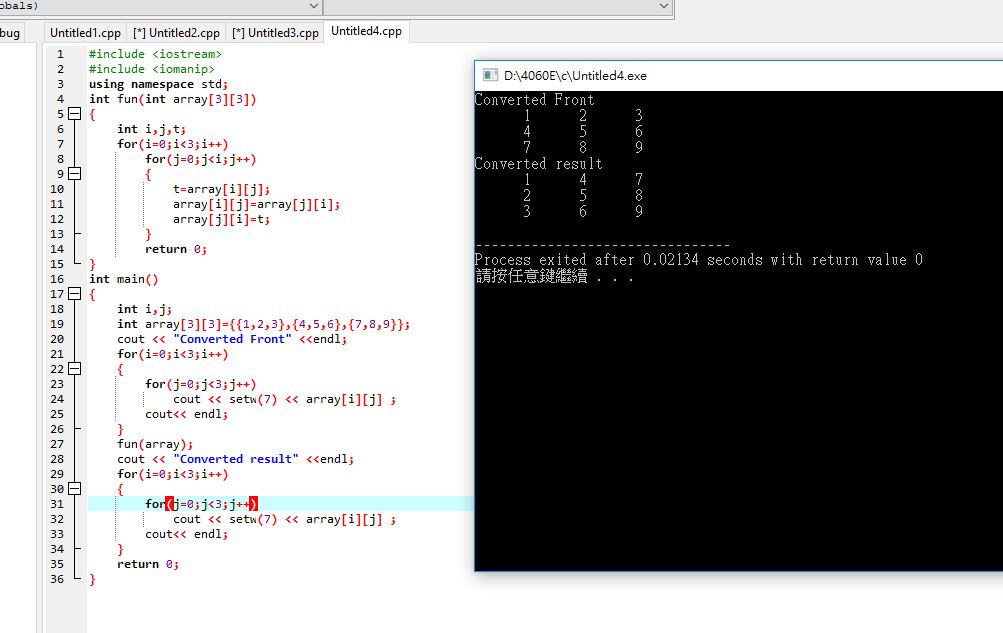 obals)
bug
Untitled1.cpp [*] Untitled2.cpp [*] Untitled3.cpp Untitled4.cpp
1 #include <iostream>
2 #include <iomanip>
3 using namespace std;
4 int fun(int array[3][3])
5 {
6 int i,j,t;
7 for(i=0;i<3;i++)
8 for(j=0;j<i;j++)
9 {
10 t=array[i][j];
11 array[i][j]=array[j][i];
12 array[j][i]=t;
13 }
14 return 0;
15 }
16 int main()
17 {
18 int i,j;
19 int array[3][3]={{1,2,3},{4,5,6},{7,8,9}};
20 cout << "Converted Front" <<endl;
21 for(i=0;i<3;i++)
22 {
23 for(j=0;j<3;j++)
24 cout << setw(7) << array[i][j] ;
25 cout<< endl;
26 }
27 fun(array);
28 cout << "Converted result" <<endl;
29 for(i=0;i<3;i++)
30 {
31 for(j=0;j<3;j++)
32 cout << setw(7) << array[i][j] ;
33 cout<< endl;
34 }
35 return 0;
36 }
D:\4060E\c\Untitled4.exe
Converted Front
1 2 3
4 5 6
7 8 9
Converted result
1 4 7
2 5 8
3 6 9
--------------------------------
Process exited after 0.02134 seconds with return value 0
請按任意鍵繼續 . . .